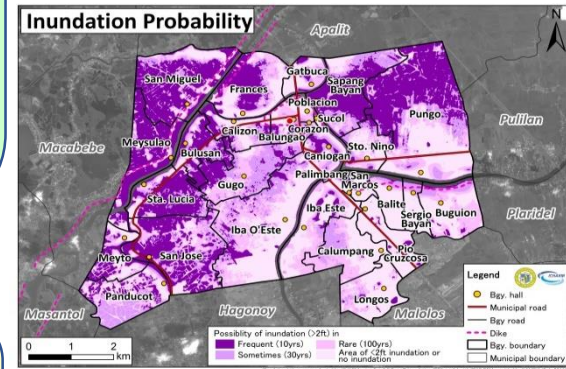 Inundation Probability
N
Apalit
Gatbuca
San Miguel
Frances
Sapang
Bayan
Poblacion
Pungo.
Sucol
Calizon
Corazon
Balungao
Pulilan
Macabebe
Meysulao
Bulusan
Sto. Nino
Caniogan
Palimbang
San
Marcos
Gugo
Sta. Lucia
Plaridel
Iba Este
Balite
Buguion
Sergio
Bayan
Iba O'Este
Calumpang
Pio
Cruzcosa
Meyto
San Jose
Panducot
Longos
Masantol
Hagonoy
Malolos
Legend
Bgy. hall
Municipal road
Bgy road
Dike
Bgy. boundary
Municipal boundary
Possiblity of inundation (>2ft) in
Frequent (10yrs)
Rare (100yrs)
Sometimes (30yrs)
Area of <2ft inundation or
no inundation
0 1 2
km